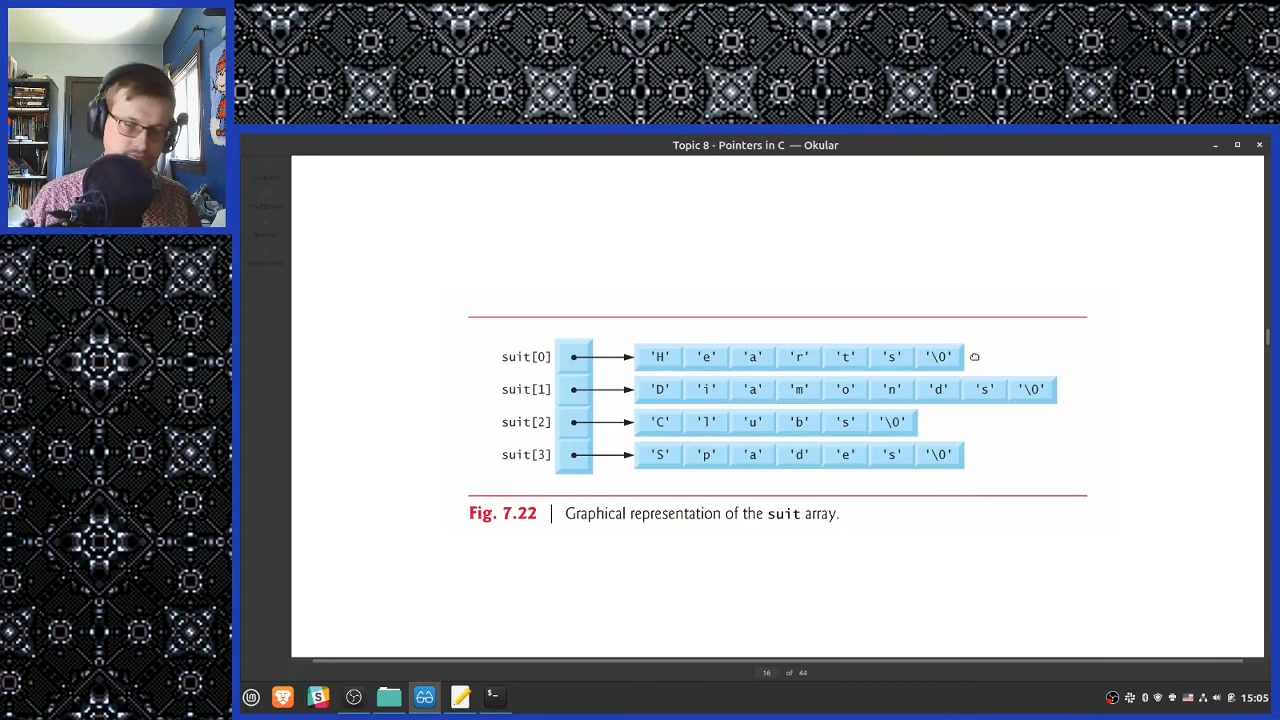 Topic 8 - Pointers in C — Okular
suit[0] 'H' 'e' 'a' 'r' 't' 's' '\0'
suit[1] 'D' 'i' 'a' 'm' 'o' 'n' 'd' 's' '\0'
suit[2] 'C' 'l' 'u' 'b' 's' '\0'
suit[3] 'S' 'p' 'a' 'd' 'e' 's' '\0'
Fig. 7.22 | Graphical representation of the suit array.
16 of 44
15:05